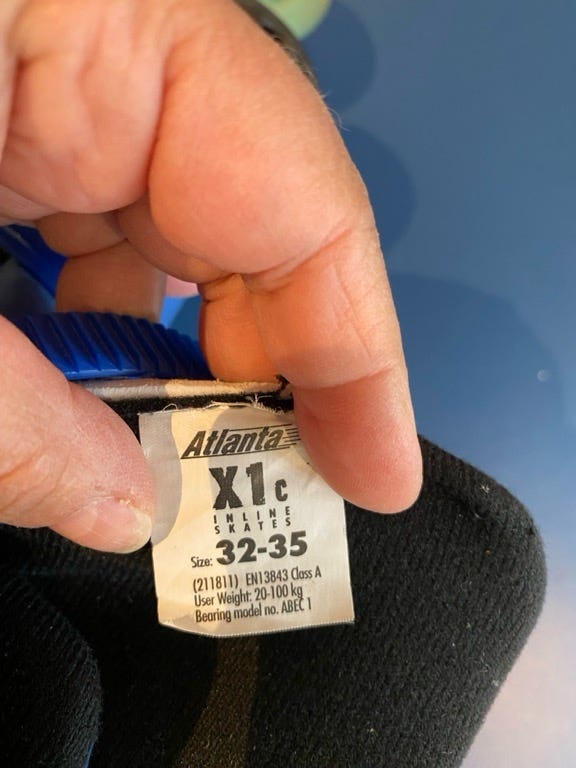 Atlanta
X1c
INLINE
SKATES
Size: 32-35
(211811) EN13843 Class A
User Weight: 20-100 kg
Bearing model no. ABEC 1